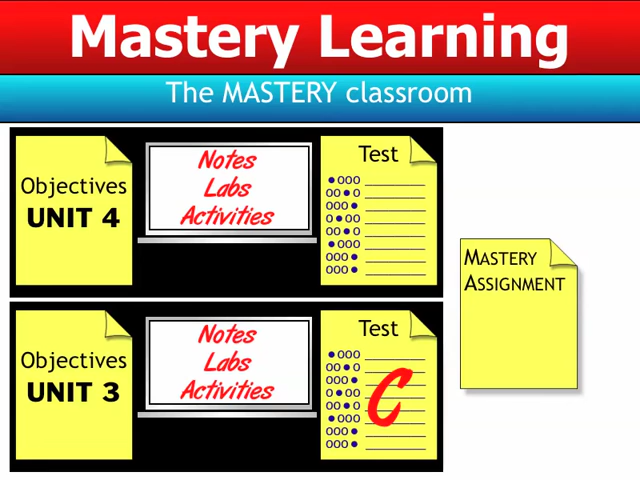 Mastery Learning
The MASTERY classroom
Objectives
UNIT 4
Notes
Labs
Activities
Test
Objectives
UNIT 3
Notes
Labs
Activities
Test
C
MASTERY
ASSIGNMENT